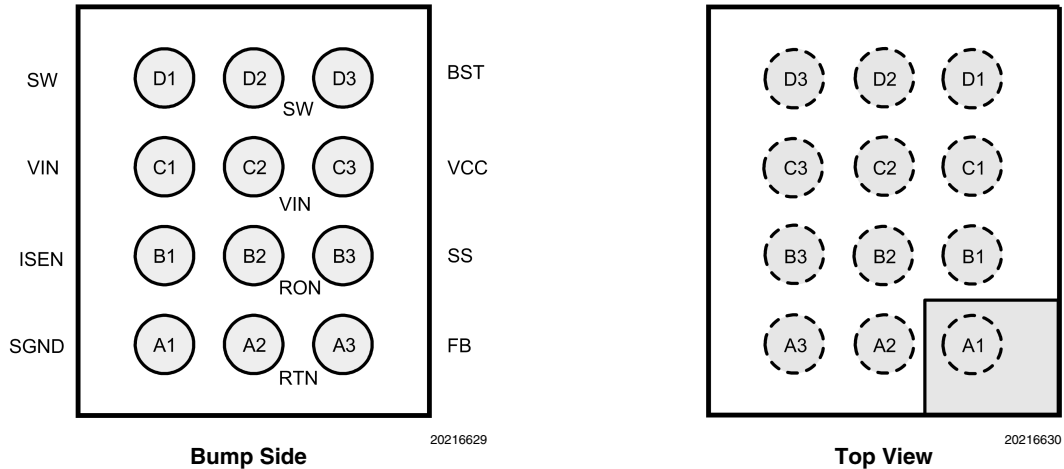 SW D1 D2 D3 BST
SW
VIN C1 C2 C3 VCC
VIN
ISEN B1 B2 B3 SS
RON
SGND A1 A2 A3 FB
RTN
20216629
Bump Side
D3 D2 D1
C3 C2 C1
B3 B2 B1
A3 A2 A1
20216630
Top View